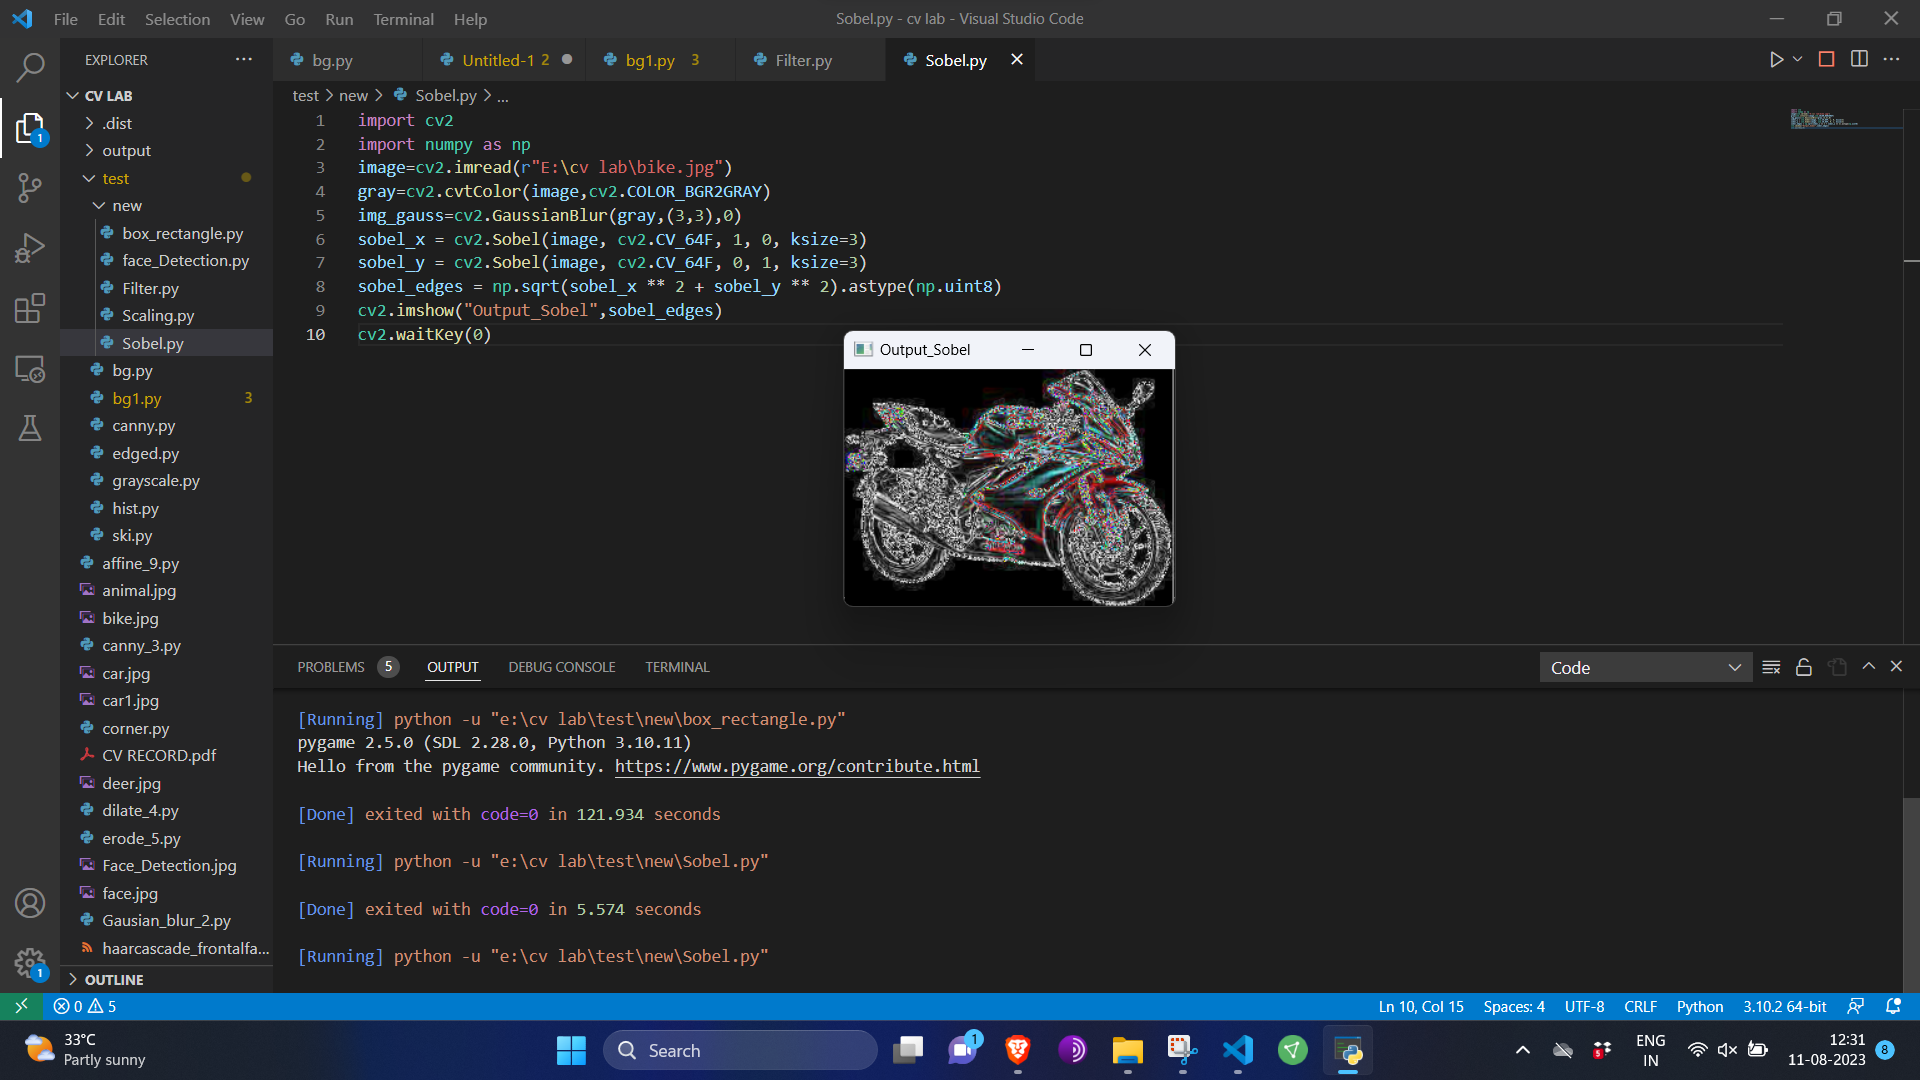 File Edit Selection View Go Run Terminal Help
Sobel.py - cv lab - Visual Studio Code
EXPLORER
bg.py
Untitled-1 2
bg1.py 3
Filter.py
Sobel.py
CV LAB
.dist
output
test
new
box_rectangle.py
face_Detection.py
Filter.py
Scaling.py
Sobel.py
bg.py
bg1.py 3
canny.py
edged.py
grayscale.py
hist.py
ski.py
affine_9.py
animal.jpg
bike.jpg
canny_3.py
car.jpg
car1.jpg
corner.py
CV RECORD.pdf
deer.jpg
dilate_4.py
erode_5.py
Face_Detection.jpg
face.jpg
Gausian_blur_2.py
haarcascade_frontalfa...
OUTLINE
1
1
test > new > Sobel.py > ...
1 import cv2
2 import numpy as np
3 image=cv2.imread(r"E:\cv lab\bike.jpg")
4 gray=cv2.cvtColor(image,cv2.COLOR_BGR2GRAY)
5 img_gauss=cv2.GaussianBlur(gray,(3,3),0)
6 sobel_x = cv2.Sobel(image, cv2.CV_64F, 1, 0, ksize=3)
7 sobel_y = cv2.Sobel(image, cv2.CV_64F, 0, 1, ksize=3)
8 sobel_edges = np.sqrt(sobel_x ** 2 + sobel_y ** 2).astype(np.uint8)
9 cv2.imshow("Output_Sobel",sobel_edges)
10 cv2.waitKey(0)
Output_Sobel
PROBLEMS 5 OUTPUT DEBUG CONSOLE TERMINAL
Code
[Running] python -u "e:\cv lab\test\new\box_rectangle.py"
pygame 2.5.0 (SDL 2.28.0, Python 3.10.11)
Hello from the pygame community. https://www.pygame.org/contribute.html
[Done] exited with code=0 in 121.934 seconds
[Running] python -u "e:\cv lab\test\new\Sobel.py"
[Done] exited with code=0 in 5.574 seconds
[Running] python -u "e:\cv lab\test\new\Sobel.py"
0 5
Ln 10, Col 15 Spaces: 4 UTF-8 CRLF Python 3.10.2 64-bit
33°C
Partly sunny
Search
1
5
ENG
IN
12:31
11-08-2023
8